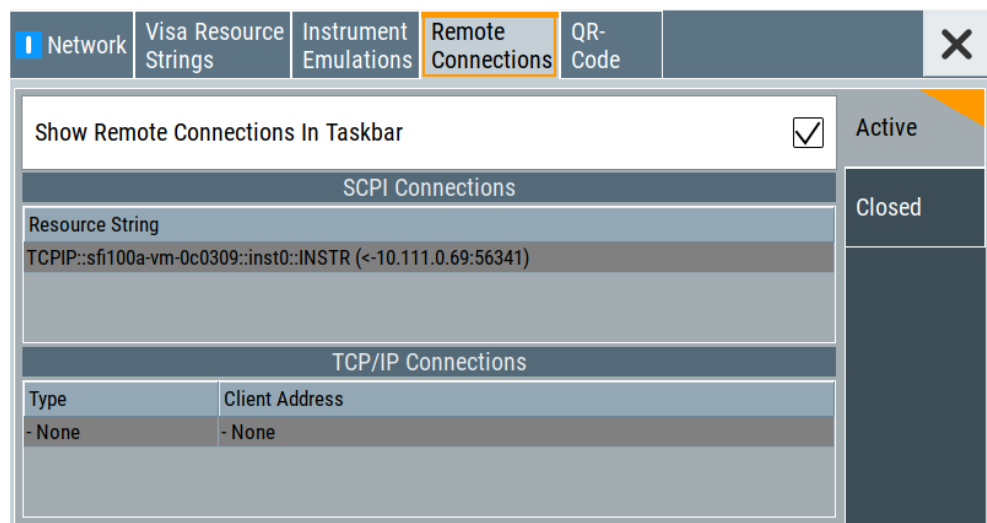 Network
Visa Resource Strings
Instrument Emulations
Remote Connections
QR-Code
Show Remote Connections In Taskbar
Active
Closed
SCPI Connections
Resource String
TCPIP::sfi100a-vm-0c0309::inst0::INSTR (<-10.111.0.69:56341)
TCP/IP Connections
Type Client Address
- None - None